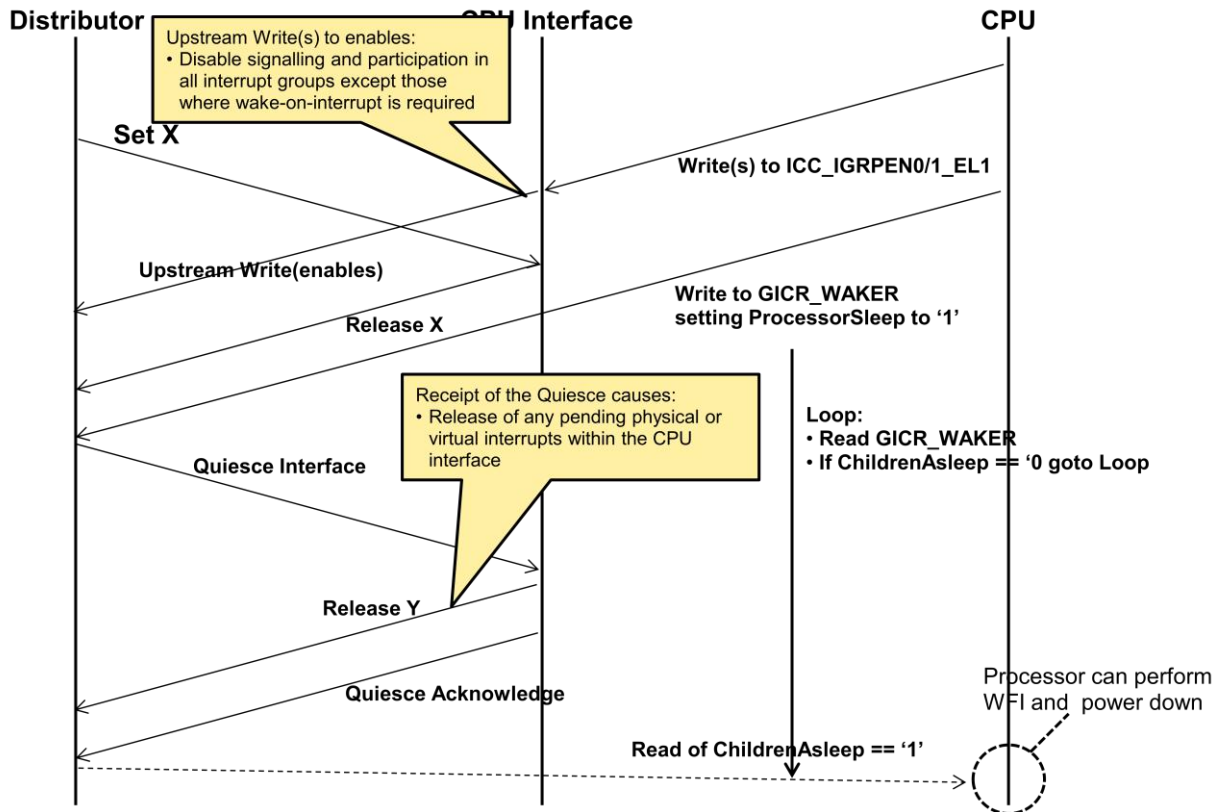 Distributor
CPU Interface
CPU
Upstream Write(s) to enables:
• Disable signalling and participation in
all interrupt groups except those
where wake-on-interrupt is required
Set X
Write(s) to ICC_IGRPEN0/1_EL1
Upstream Write(enables)
Write to GICR_WAKER
setting ProcessorSleep to ‘1’
Release X
Receipt of the Quiesce causes:
• Release of any pending physical or
virtual interrupts within the CPU
interface
Loop:
• Read GICR_WAKER
• If ChildrenAsleep == ‘0 goto Loop
Quiesce Interface
Release Y
Quiesce Acknowledge
Processor can perform
WFI and power down
Read of ChildrenAsleep == ‘1’